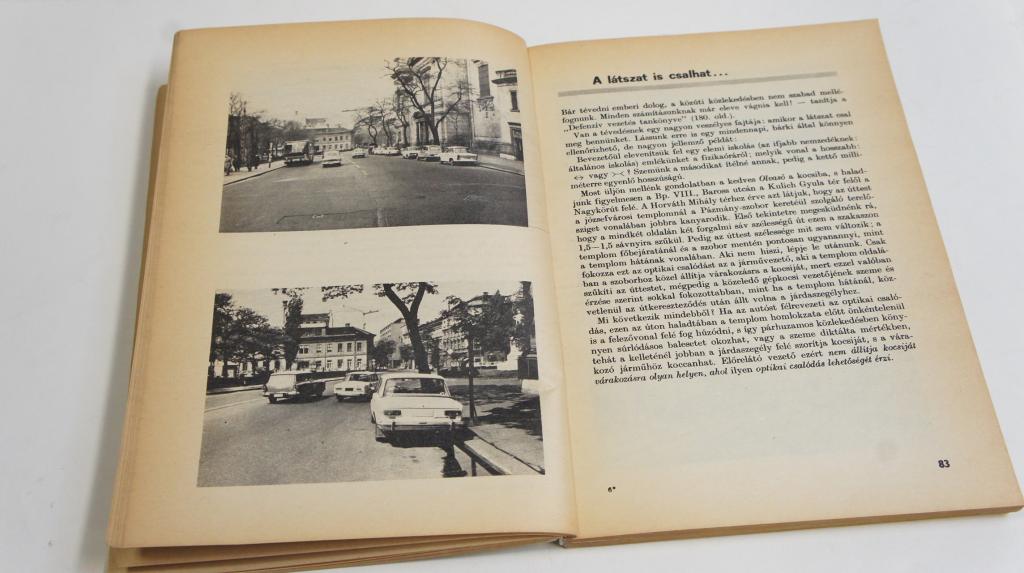 A látszat is csalhat...
Bár tévedni emberi dolog, a közúti közlekedésben nem szabad mellé-
fognunk. Minden számításunknak már eleve vágnia kell! — tanítja a
„Defenzív vezetés tankönyve” (180. old.).
Van a tévedésnek egy nagyon veszélyes fajtája: amikor a látszat csal
meg bennünket. Lássunk erre is egy mindennapi, bárki által könnyen
ellenőrizhető, de nagyon jellemző példát:
Bevezetőül elevenítsük fel egy elemi iskolás (az ifjabb nemzedéknek:
általános iskolás) emlékünket a fizikaóráról; melyik vonal a hosszabb:
<-> vagy >-<? Szemünk a másodikat ítélné annak, pedig a kettő milli-
méterre egyenlő hosszúságú.
Most üljön mellénk gondolatban a kedves Olvasó a kocsiba, s halad-
junk figyelmesen a Bp. VIII., Baross utcán a Kulich Gyula tér felől a
Nagykörút felé. A Horváth Mihály térhez érve azt látjuk, hogy az úttest
a józsefvárosi templomnál a Pázmány-szobor keretéül szolgáló terelő-
sziget vonalában jobbra kanyarodik. Első tekintetre megesküdnénk rá,
hogy a mindkét oldalán két forgalmi sáv szélességű út ezen a szakaszon
1,5—1,5 sávnyira szűkül. Pedig az úttest szélessége mit sem változik; a
templom főbejáratánál és a szobor mentén pontosan ugyanannyi, mint
a templom hátának vonalában. Aki nem hiszi, lépje le utánunk. Csak
fokozza ezt az optikai csalódást az a járművezető, aki a templom oldalá-
ban a szoborhoz közel állítja várakozásra a kocsiját, mert ezzel valóban
szűkíti az úttestet, mégpedig a közeledő gépkocsi vezetőjének szeme és
érzése szerint sokkal fokozottabban, mint ha a templom hátánál, köz-
vetlenül az útkereszteződés után állt volna a járdaszegélyhez.
Mi következik mindebből? Ha az autóst félrevezeti az optikai csaló-
dás, ezen az úton haladtában a templom homlokzata előtt önkéntelenül
is a felezővonal felé fog húzódni, s így párhuzamos közlekedésben köny-
nyen súrlódásos balesetet okozhat, vagy a szeme diktálta mértékben,
tehát a kelleténél jobban a járdaszegély felé szorítja kocsiját, s a vára-
kozó járműhöz koccanhat. Előrelátó vezető ezért nem állítja kocsiját
várakozásra olyan helyen, ahol ilyen optikai csalódás lehetőségét érzi.
6*
83